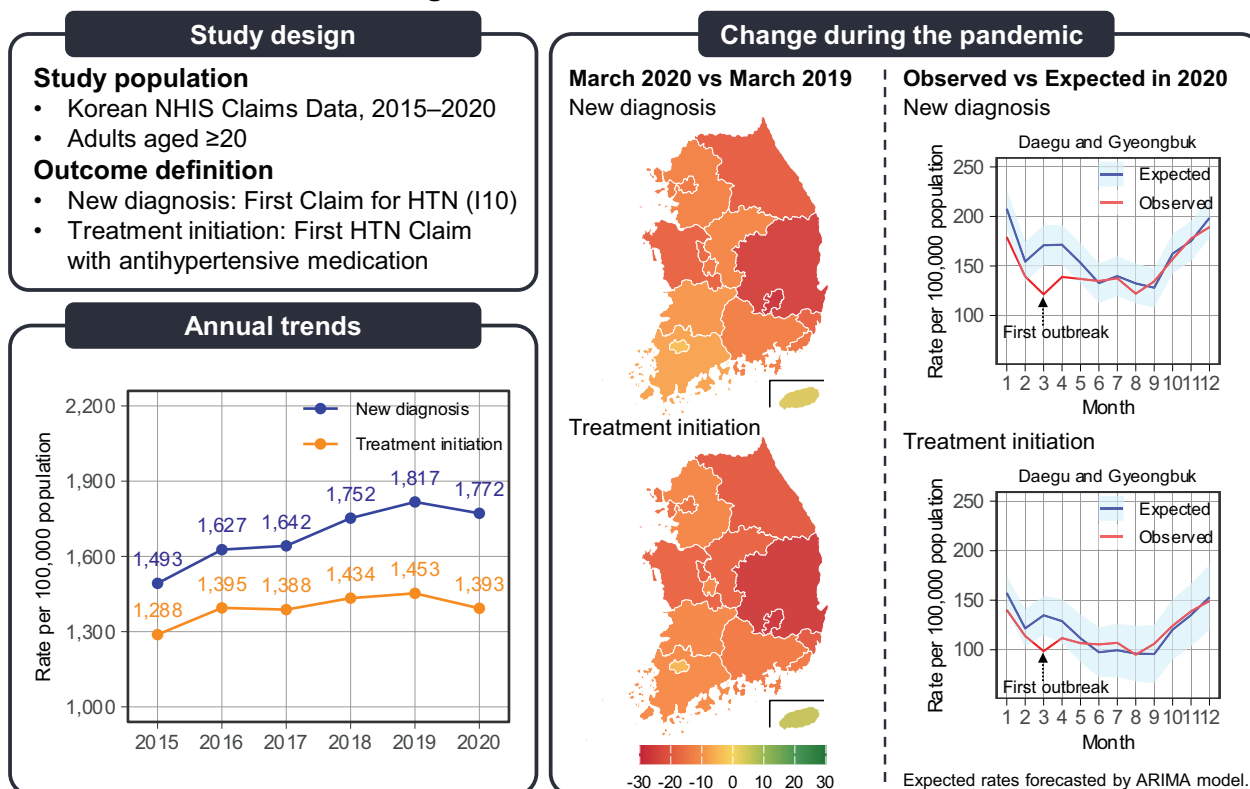 Study design
Study population
• Korean NHIS Claims Data, 2015–2020
• Adults aged ≥20
Outcome definition
• New diagnosis: First Claim for HTN (I10)
• Treatment initiation: First HTN Claim
with antihypertensive medication
Annual trends
2,200
1,900
1,600
1,300
1,000
Rate per 100,000 population
New diagnosis
Treatment initiation
1,493
1,627
1,642
1,752
1,817
1,772
1,288
1,395
1,388
1,434
1,453
1,393
2015 2016 2017 2018 2019 2020
Change during the pandemic
March 2020 vs March 2019
New diagnosis
Treatment initiation
-30 -20 -10 0 10 20 30
Observed vs Expected in 2020
New diagnosis
Daegu and Gyeongbuk
250
200
150
100
Rate per 100,000 population
Expected
Observed
First outbreak
1 2 3 4 5 6 7 8 9 10 11 12
Month
Treatment initiation
Daegu and Gyeongbuk
250
200
150
100
Rate per 100,000 population
Expected
Observed
First outbreak
1 2 3 4 5 6 7 8 9 10 11 12
Month
Expected rates forecasted by ARIMA model.